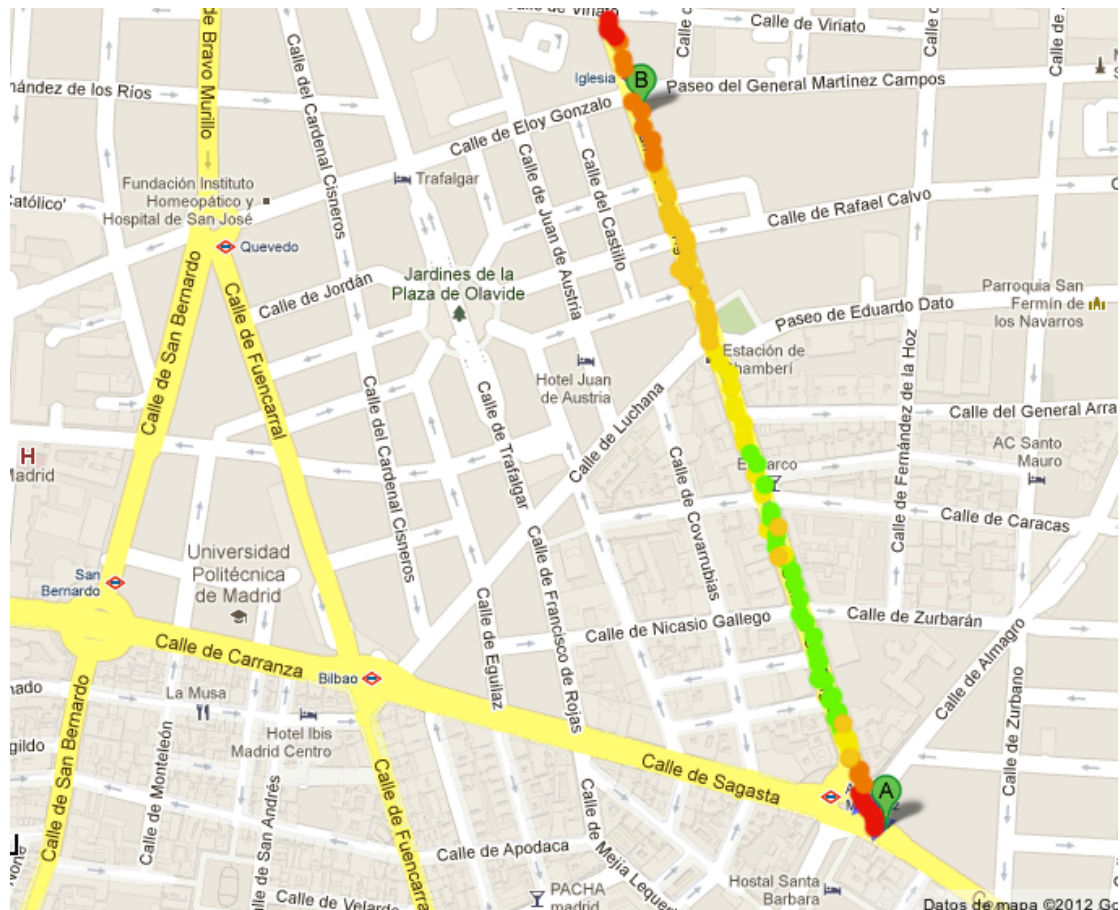 de Viriato
Calle de Viriato
Calle del Cardenal Cisneros
de Bravo Murillo
Iglesia
B
Paseo del General Martínez Campos
nández de los Ríos
Calle de Eloy Gonzalo
Calle de
Trafalgar
Fundación Instituto
Homeopático y
Hospital de San José
Católico'
Calle de Juan de Austria
Calle del Castillo
Calle de Rafael Calvo
Quevedo
Jardines de la
Plaza de Olavide
Calle de Jordán
Parroquia San
Fermín de
los Navarros
Paseo de Eduardo Dato
Calle de San Bernardo
Calle de Fuencarral
Estación de
Chamberí
Hotel Juan
de Austria
Calle de Fernández de la Hoz
Calle del Cardenal Cisneros
Calle de Trafalgar
Calle de Luchana
Calle del General Arra
AC Santo
Mauro
H
Madrid
Calle de Covarrubias
Calle de Caracas
Universidad
Politécnica
de Madrid
San
Bernardo
Calle de Francisco de Rojas
Calle de Eguilaz
Calle de Nicasio Gallego
Calle de Zurbarán
Calle de Almagro
Calle de Zurbano
Calle de Carranza
Bilbao
La Musa
Hotel Ibis
Madrid Centro
Calle de San Bernardo
Calle de Monteleón
Calle de San Andrés
Calle de Sagasta
A
Calle de Fuencarra
Calle de Apodaca
Calle de Mejía Lequer
PACHA
madrid
Hostal Santa
Barbara
Calle de Velarde
Datos de mapa ©2012 G